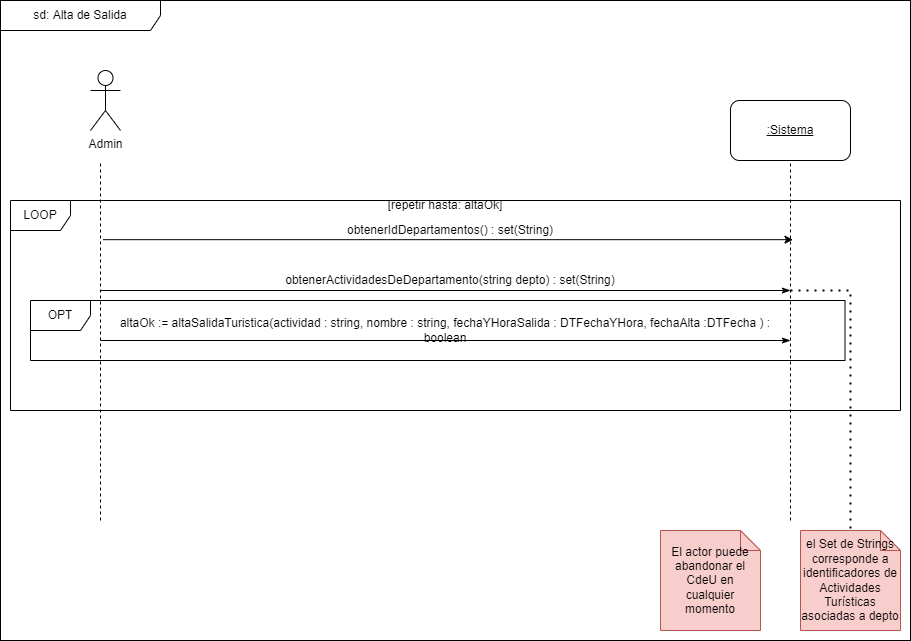 sd: Alta de Salida
Admin
:Sistema
LOOP
[repetir hasta: altaOk]
obtenerIdDepartamentos() : set(String)
obtenerActividadesDeDepartamento(string depto) : set(String)
OPT
altaOk := altaSalidaTuristica(actividad : string, nombre : string, fechaYHoraSalida : DTFechaYHora, fechaAlta :DTFecha ) :
boolean
El actor puede
abandonar el
CdeU en
cualquier
momento
el Set de Strings
corresponde a
identificadores de
Actividades
Turísticas
asociadas a depto